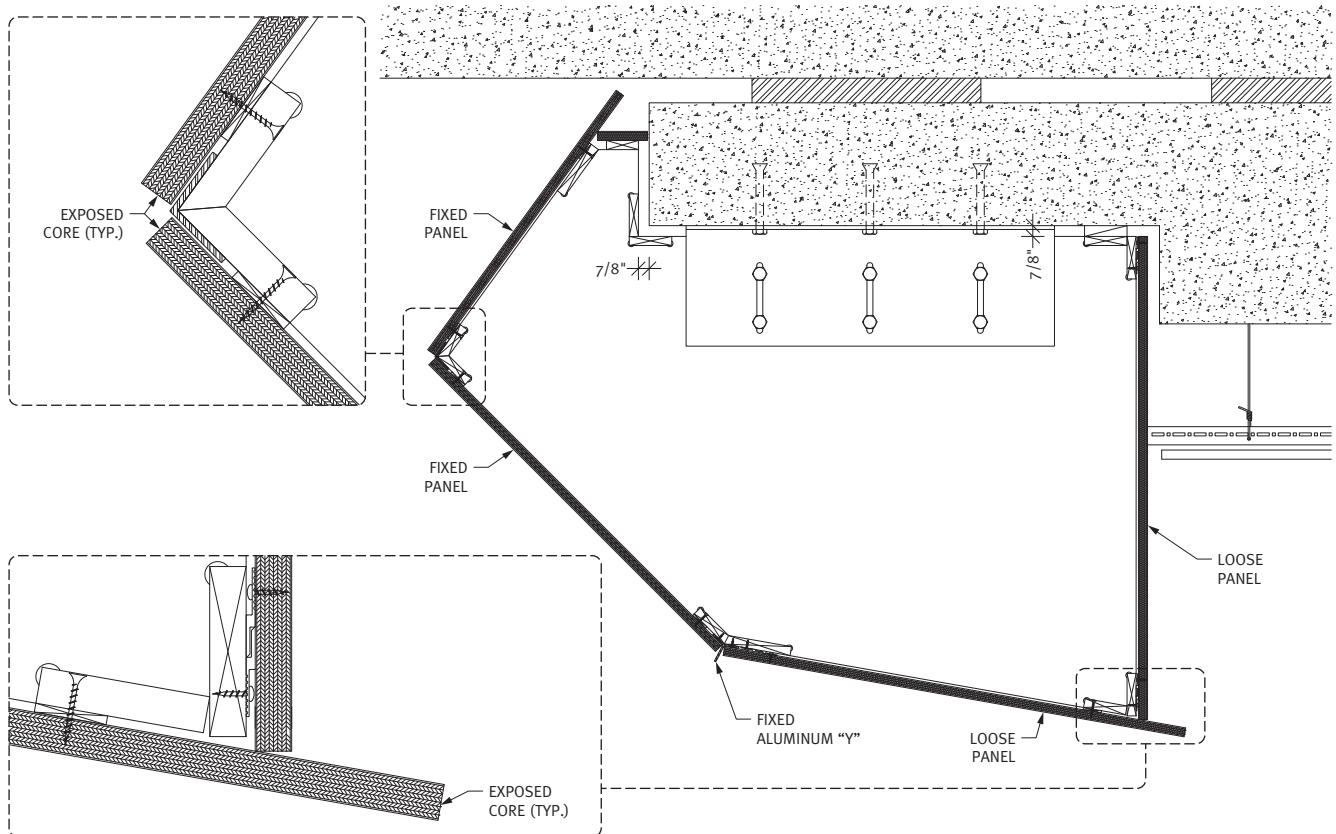 EXPOSED
CORE (TYP.)
FIXED
PANEL
7/8"
7/8"
FIXED
PANEL
LOOSE
PANEL
FIXED
ALUMINUM “Y”
LOOSE
PANEL
EXPOSED
CORE (TYP.)